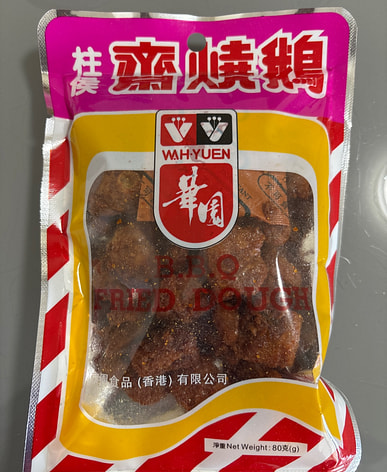 柱侯 齋燒鵝
WAH·YUEN
華園
B.B.Q
FRIED DOUGH
園食品 (香港) 有限公司
淨重Net Weight: 80克(g)